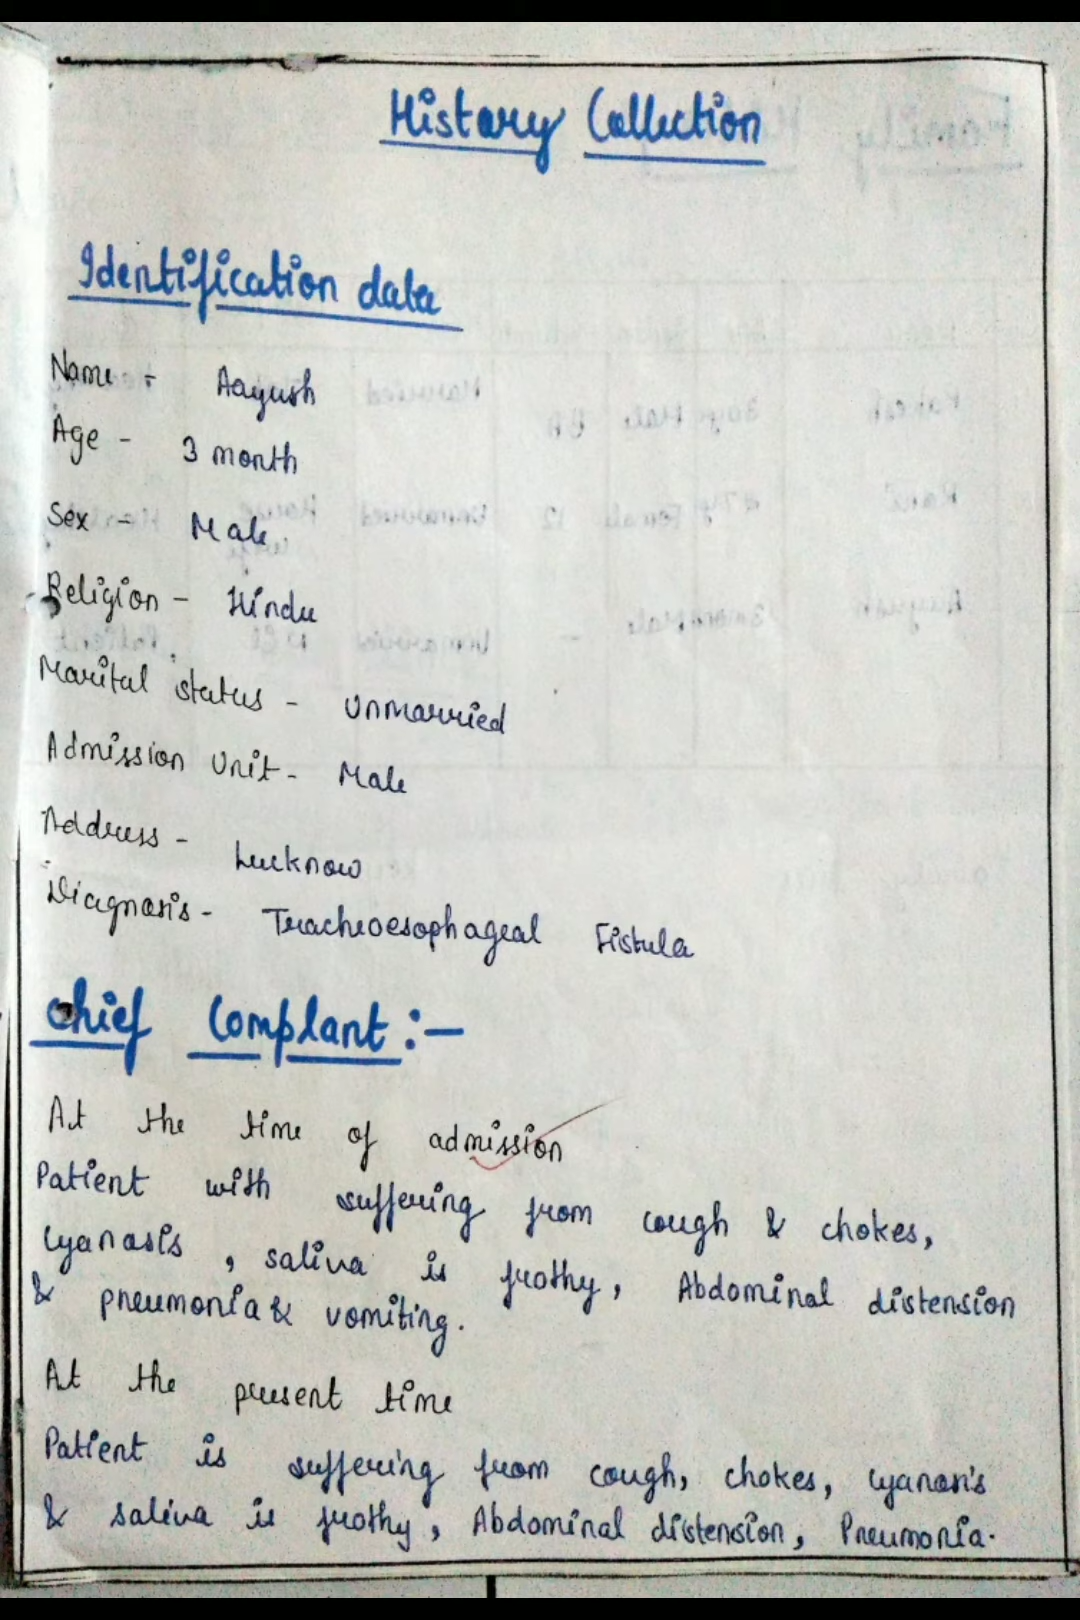 History Collection
Identification data
Name - Aayush
Age - 3 month
Sex - Male
Religion - Hindu
Marital status - Unmarried
Admission Unit - Male
Address - Lucknow
Diagnosis - Tracheoesophageal Fistula
Chief Complant :-
At the time of admission
Patient with suffering from cough & chokes,
cyanosis, saliva is frothy, Abdominal distension
& pneumonia & vomiting.
At the present time
Patient is suffering from cough, chokes, cyanosis
& saliva is frothy, Abdominal distension, Pneumonia.